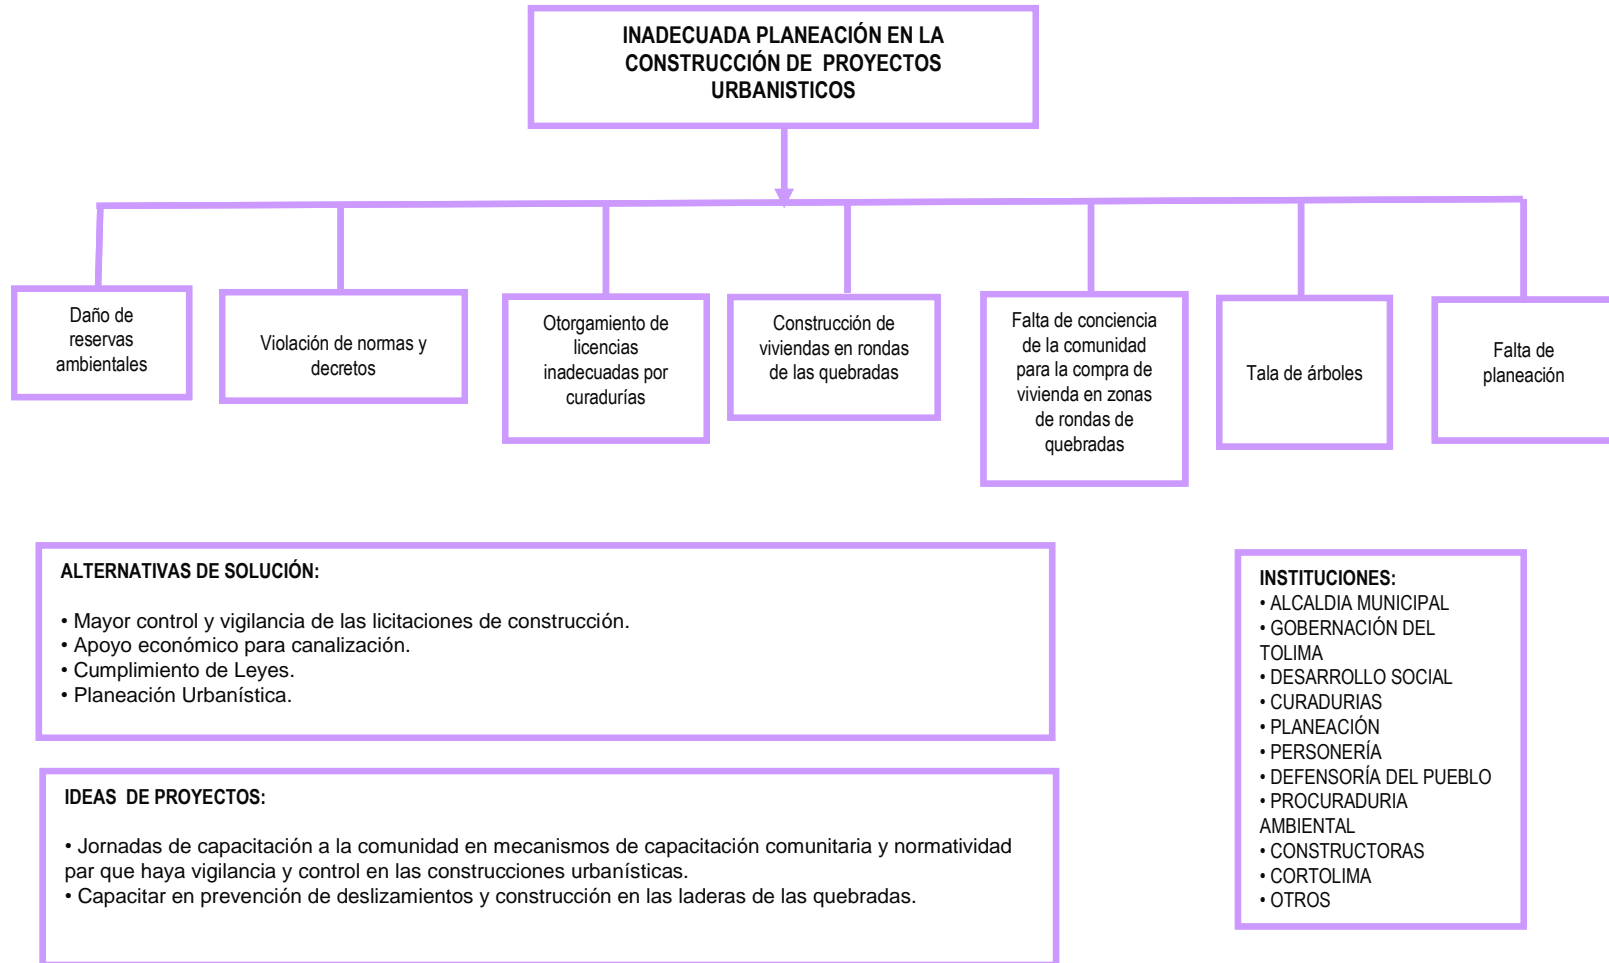 INADECUADA PLANEACIÓN EN LA
CONSTRUCCIÓN DE PROYECTOS
URBANISTICOS
Daño de
reservas
ambientales
Violación de normas y
decretos
Otorgamiento de
licencias
inadecuadas por
curadurías
Construcción de
viviendas en rondas
de las quebradas
Falta de conciencia
de la comunidad
para la compra de
vivienda en zonas
de rondas de
quebradas
Tala de árboles
Falta de
planeación
ALTERNATIVAS DE SOLUCIÓN:
• Mayor control y vigilancia de las licitaciones de construcción.
• Apoyo económico para canalización.
• Cumplimiento de Leyes.
• Planeación Urbanística.
IDEAS DE PROYECTOS:
• Jornadas de capacitación a la comunidad en mecanismos de capacitación comunitaria y normatividad
par que haya vigilancia y control en las construcciones urbanísticas.
• Capacitar en prevención de deslizamientos y construcción en las laderas de las quebradas.
INSTITUCIONES:
• ALCALDIA MUNICIPAL
• GOBERNACIÓN DEL
TOLIMA
• DESARROLLO SOCIAL
• CURADURIAS
• PLANEACIÓN
• PERSONERÍA
• DEFENSORÍA DEL PUEBLO
• PROCURADURIA
AMBIENTAL
• CONSTRUCTORAS
• CORTOLIMA
• OTROS